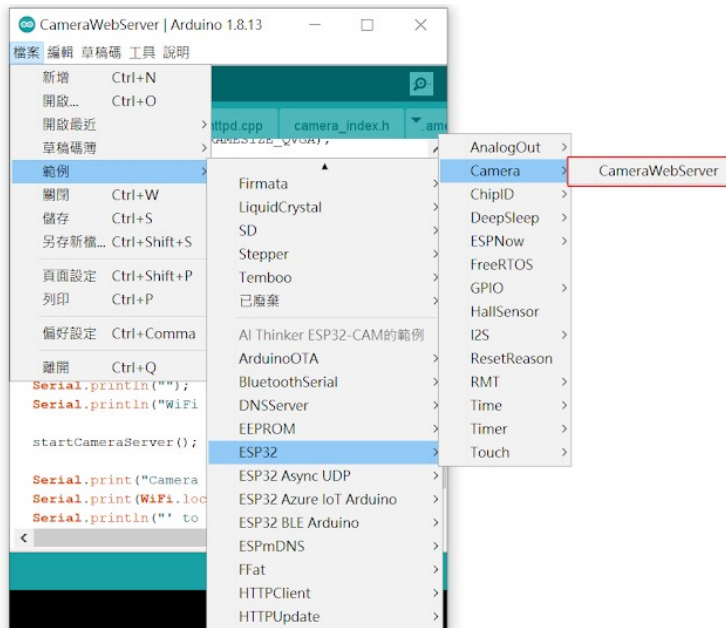 CameraWebServer | Arduino 1.8.13
檔案 編輯 草稿碼 工具 說明
新增 Ctrl+N
開啟... Ctrl+O
開啟最近
草稿碼簿
範例
關閉 Ctrl+W
儲存 Ctrl+S
另存新檔... Ctrl+Shift+S
頁面設定 Ctrl+Shift+P
列印 Ctrl+P
偏好設定 Ctrl+Comma
離開 Ctrl+Q
ttpd.cpp camera_index.h .ame
AMESIZE_QVGA);
Firmata
LiquidCrystal
SD
Stepper
Temboo
已廢棄
AI Thinker ESP32-CAM的範例
ArduinoOTA
BluetoothSerial
DNSServer
EEPROM
ESP32
ESP32 Async UDP
ESP32 Azure IoT Arduino
ESP32 BLE Arduino
ESPmDNS
FFat
HTTPClient
HTTPUpdate
AnalogOut
Camera
ChipID
DeepSleep
ESPNow
FreeRTOS
GPIO
HallSensor
I2S
ResetReason
RMT
Time
Timer
Touch
CameraWebServer
Serial.println("");
Serial.println("WiFi
startCameraServer();
Serial.print("Camera
Serial.print(WiFi.loc
Serial.println("' to